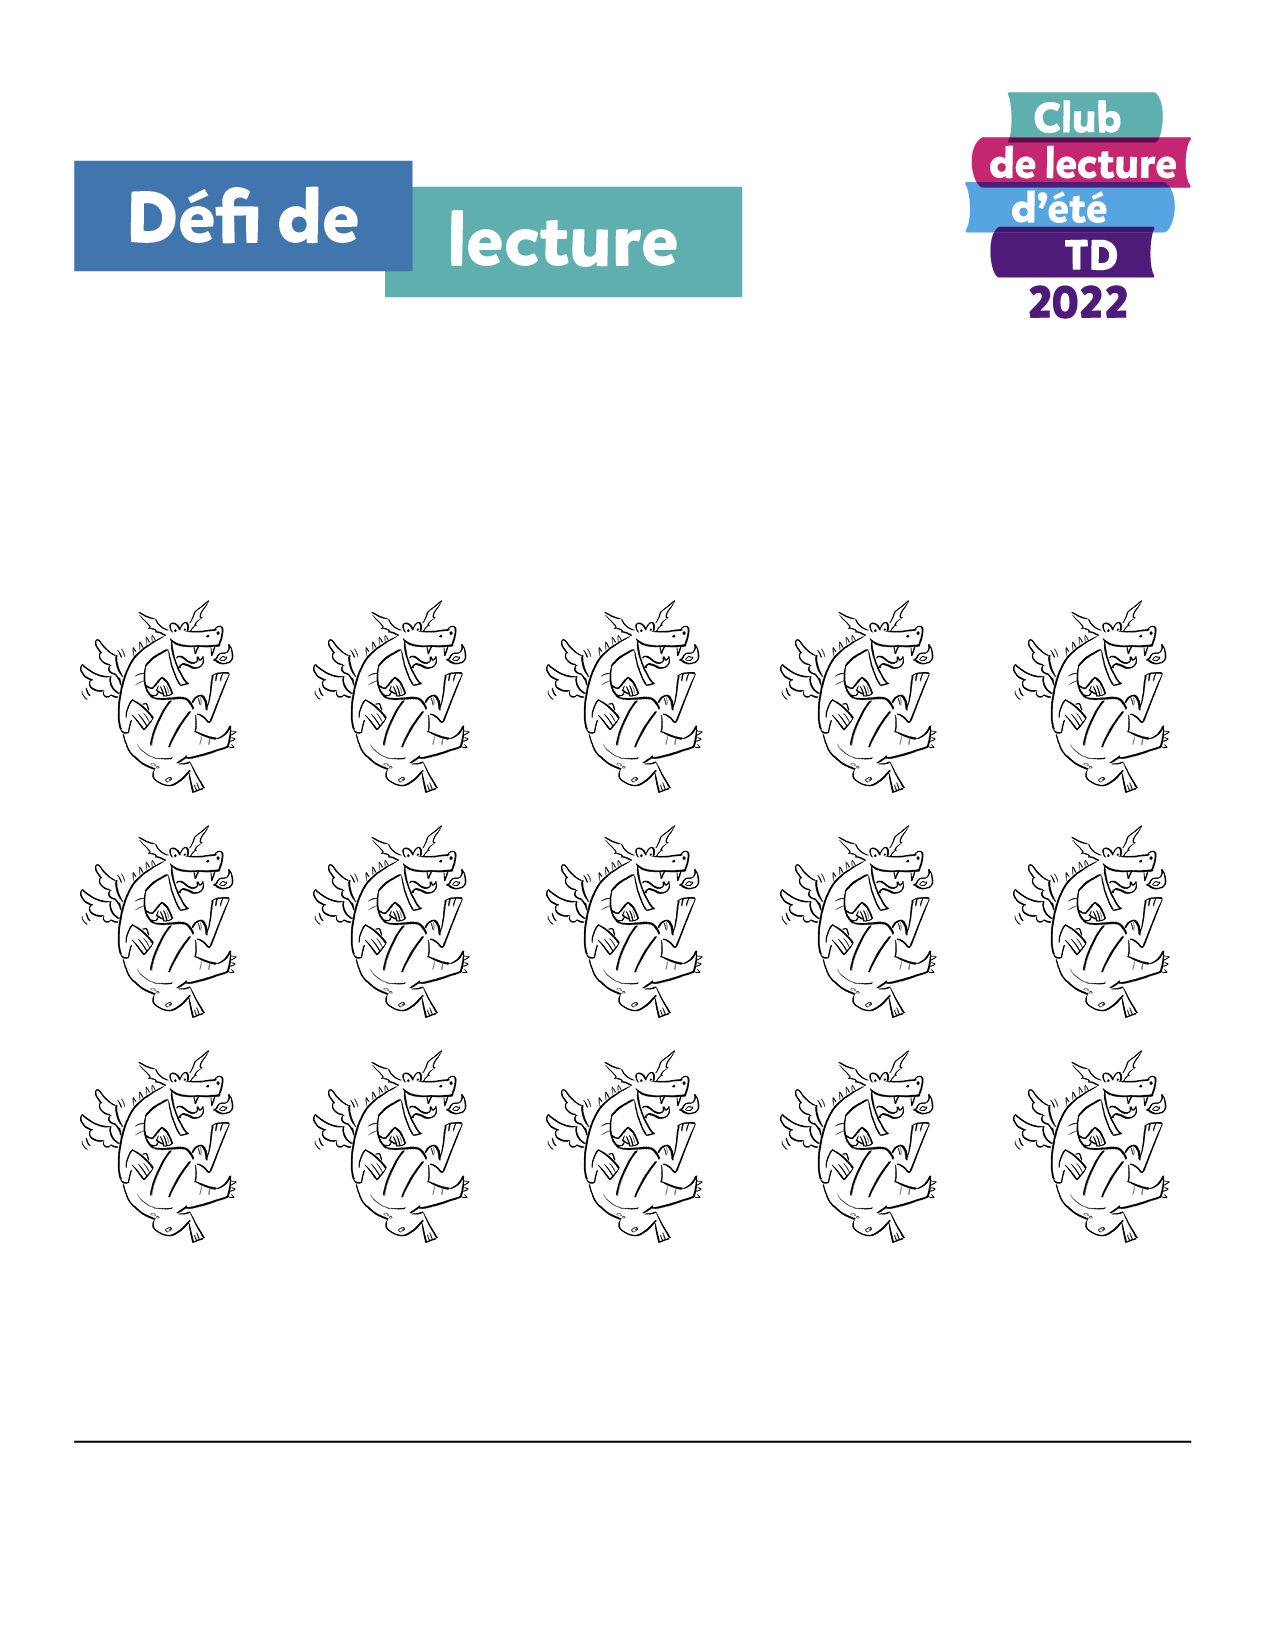 Défi de
lecture
Club
de lecture
d'été
TD
2022